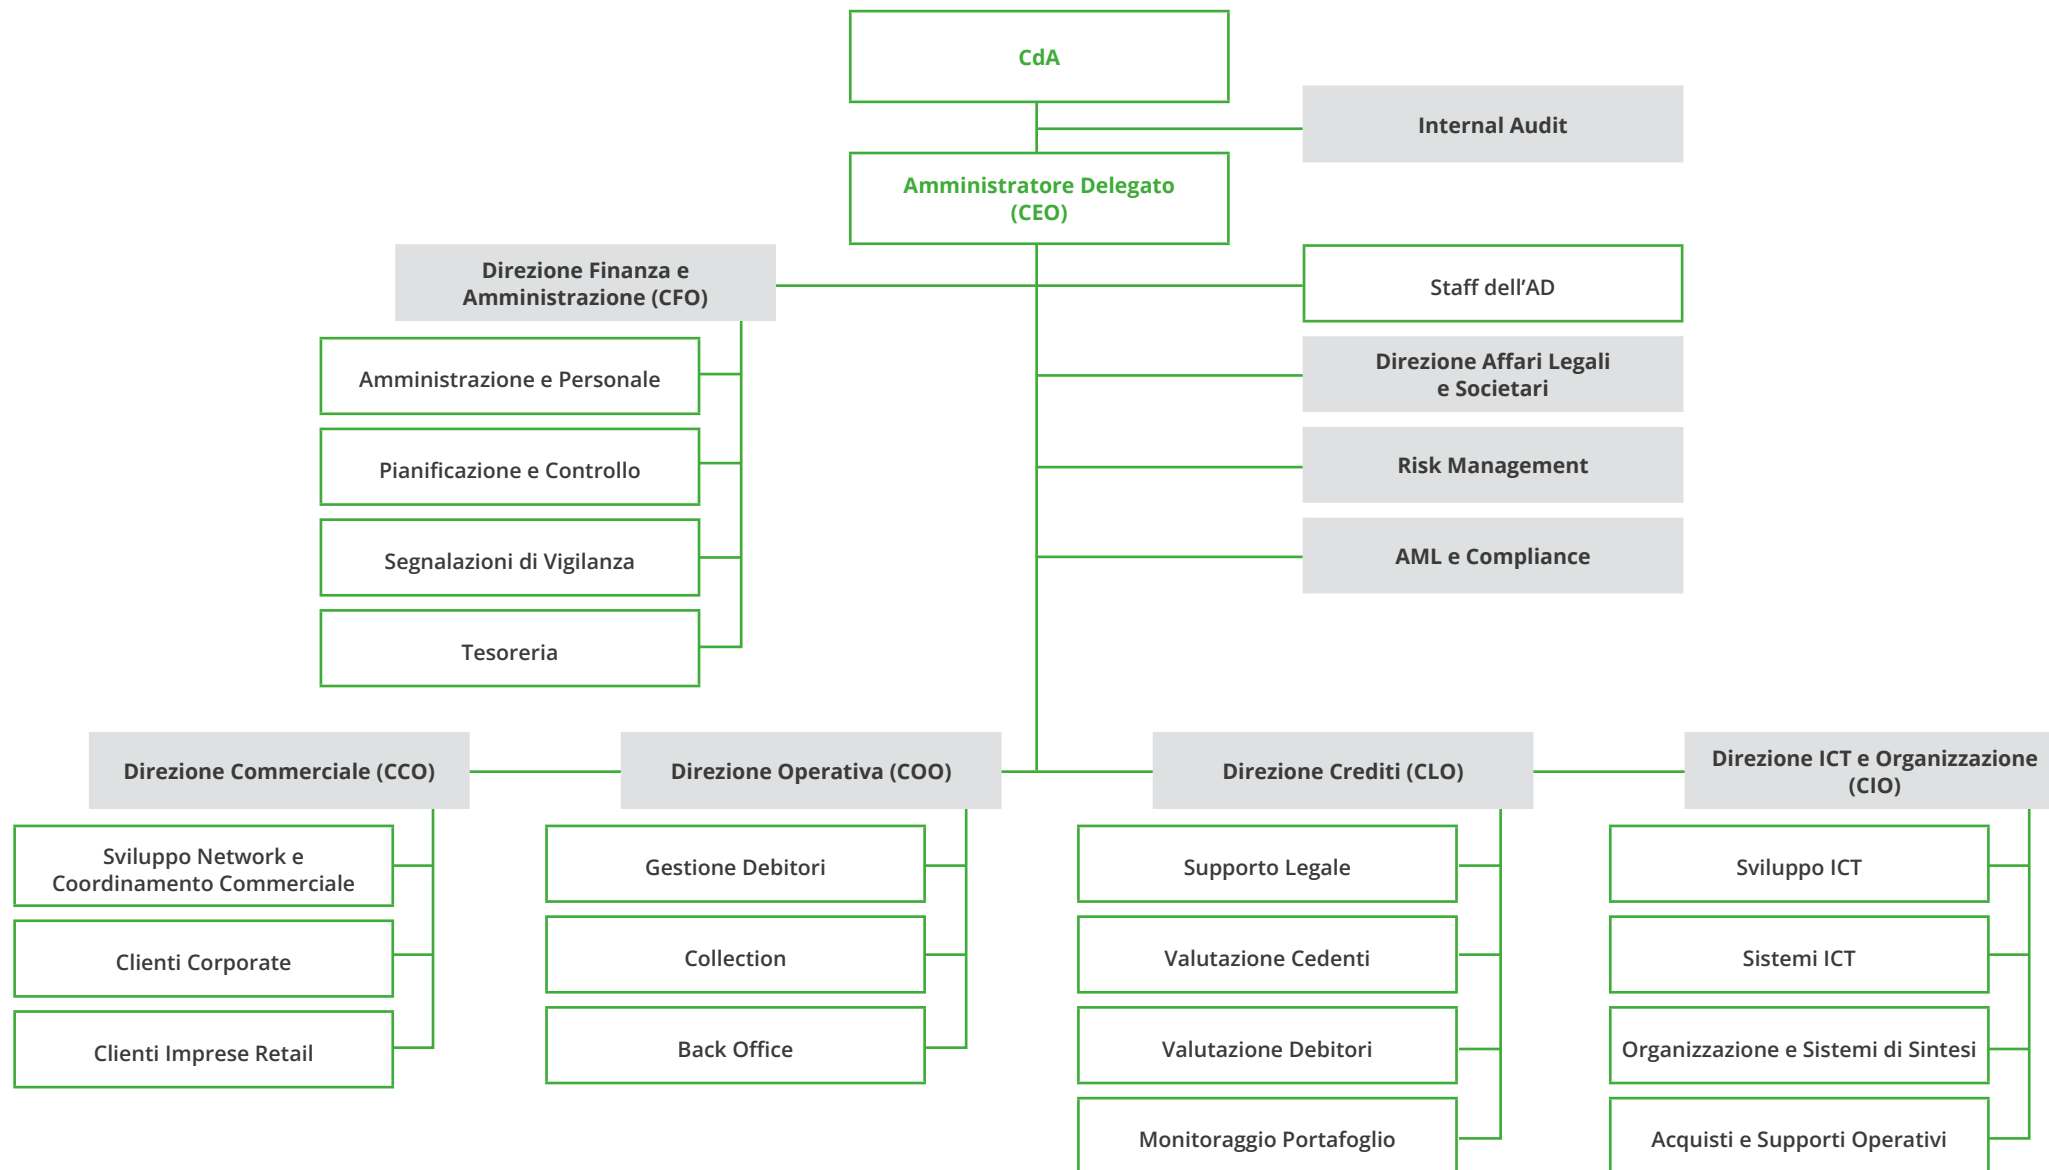 CdA
Internal Audit
Amministratore Delegato
(CEO)
Direzione Finanza e
Amministrazione (CFO)
Staff dell’AD
Amministrazione e Personale
Pianificazione e Controllo
Segnalazioni di Vigilanza
Tesoreria
Direzione Affari Legali
e Societari
Risk Management
AML e Compliance
Direzione Commerciale (CCO)
Sviluppo Network e
Coordinamento Commerciale
Clienti Corporate
Clienti Imprese Retail
Direzione Operativa (COO)
Gestione Debitori
Collection
Back Office
Direzione Crediti (CLO)
Supporto Legale
Valutazione Cedenti
Valutazione Debitori
Monitoraggio Portafoglio
Direzione ICT e Organizzazione
(CIO)
Sviluppo ICT
Sistemi ICT
Organizzazione e Sistemi di Sintesi
Acquisti e Supporti Operativi